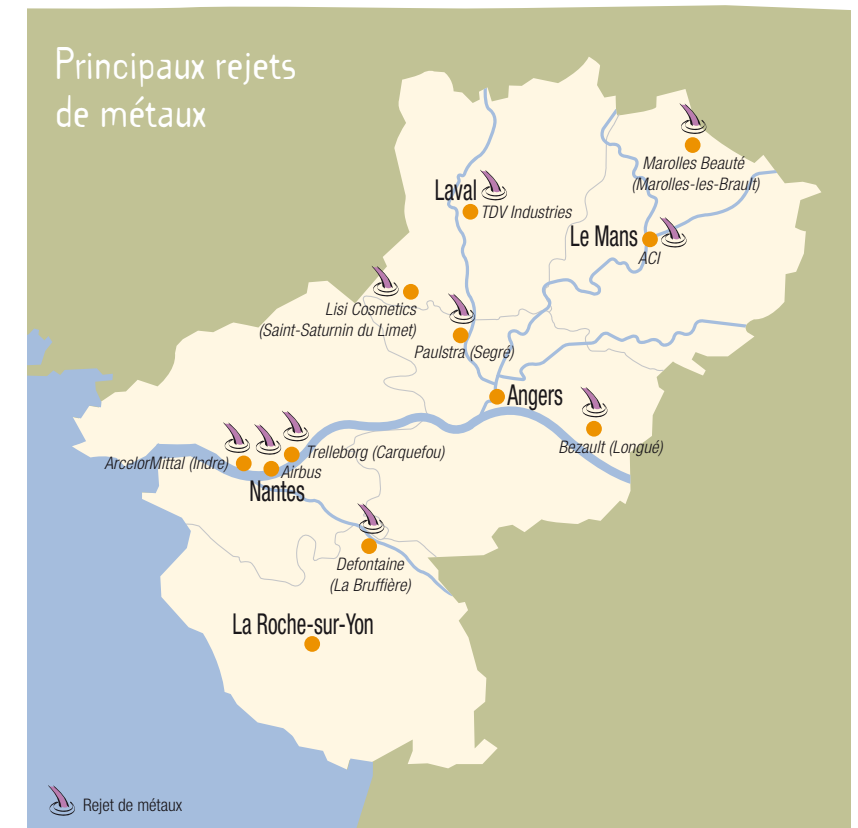 Principaux rejets
de métaux
Marolles Beauté
(Marolles-les-Brault)
Laval
TDV Industries
Le Mans
ACI
Lisi Cosmetics
(Saint-Saturnin du Limet)
Paulstra (Segré)
Angers
Bezault (Longué)
Trelleborg (Carquefou)
ArcelorMittal (Indre)
Airbus
Nantes
Defontaine
(La Bruffière)
La Roche-sur-Yon
Rejet de métaux